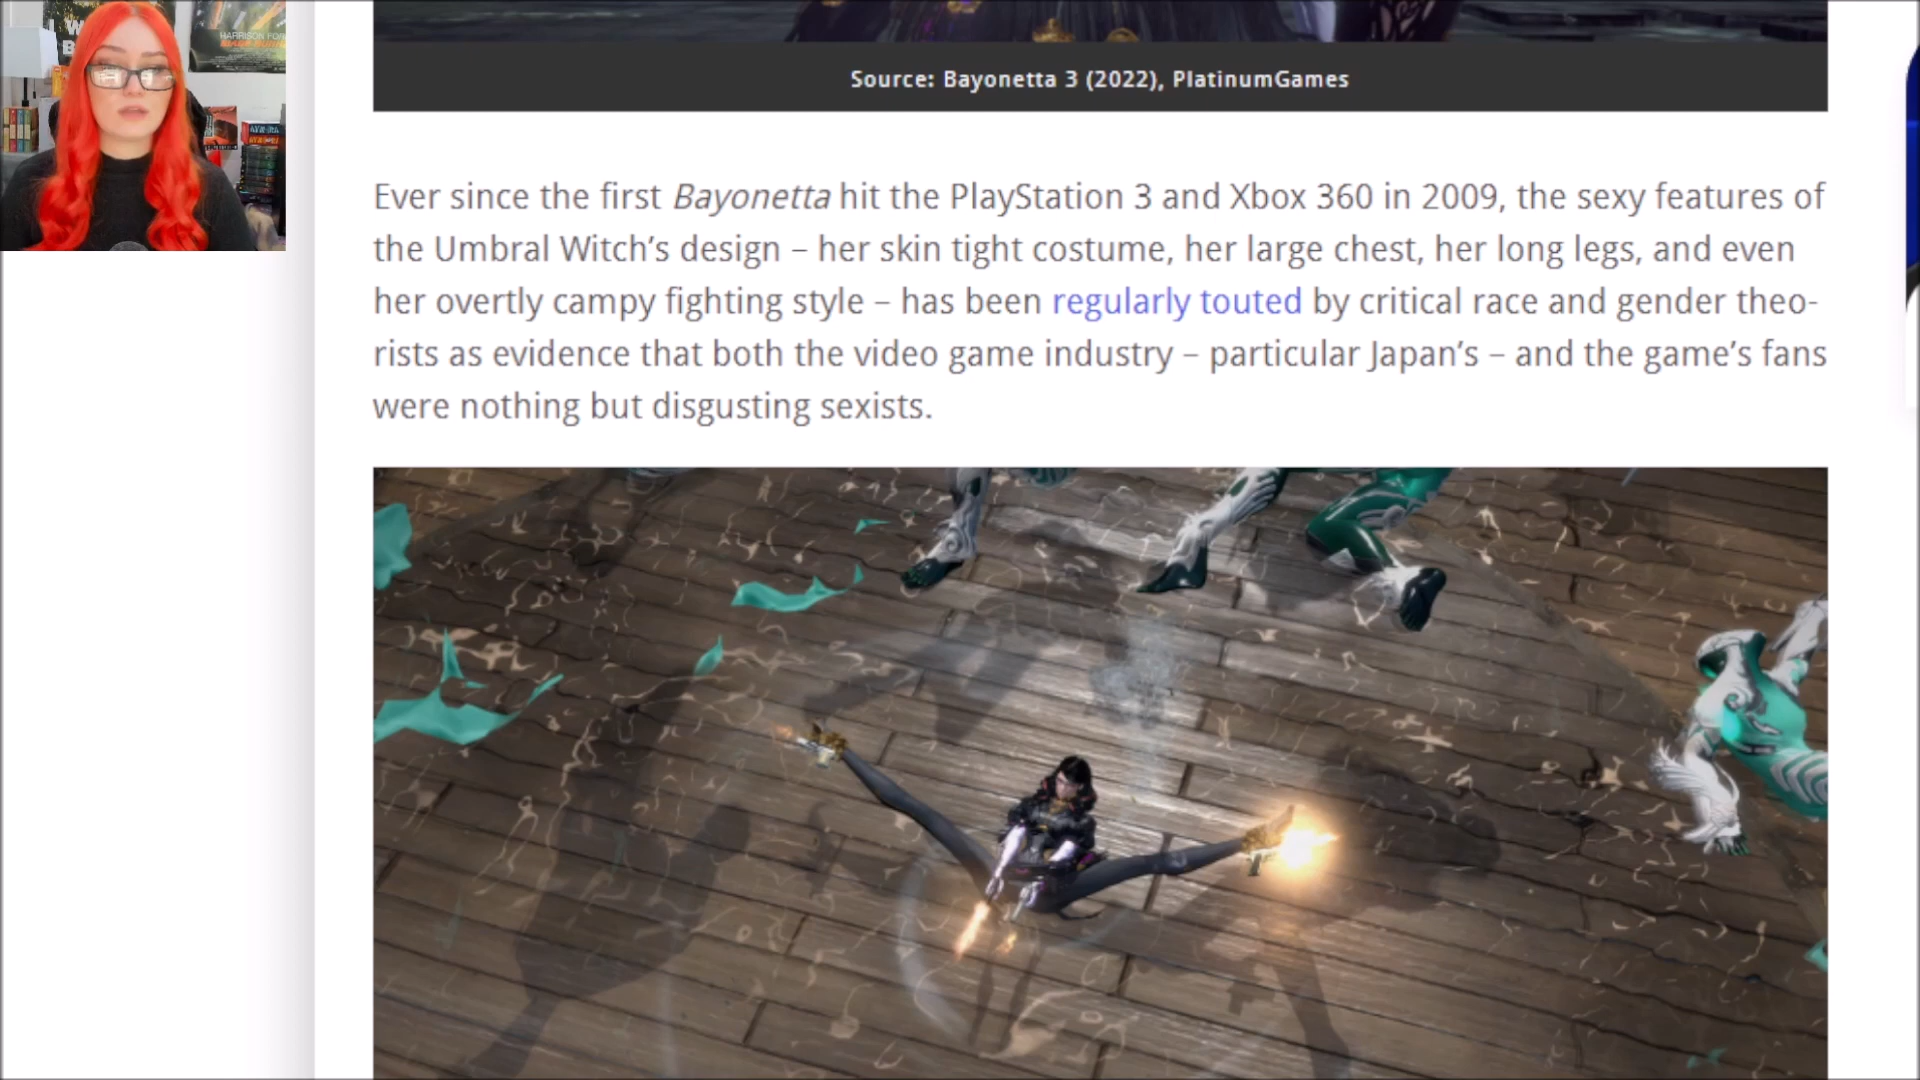 HARRISON FORD
Source: Bayonetta 3 (2022), PlatinumGames
Ever since the first Bayonetta hit the PlayStation 3 and Xbox 360 in 2009, the sexy features of
the Umbral Witch’s design – her skin tight costume, her large chest, her long legs, and even
her overtly campy fighting style – has been regularly touted by critical race and gender theo-
rists as evidence that both the video game industry – particular Japan’s – and the game’s fans
were nothing but disgusting sexists.